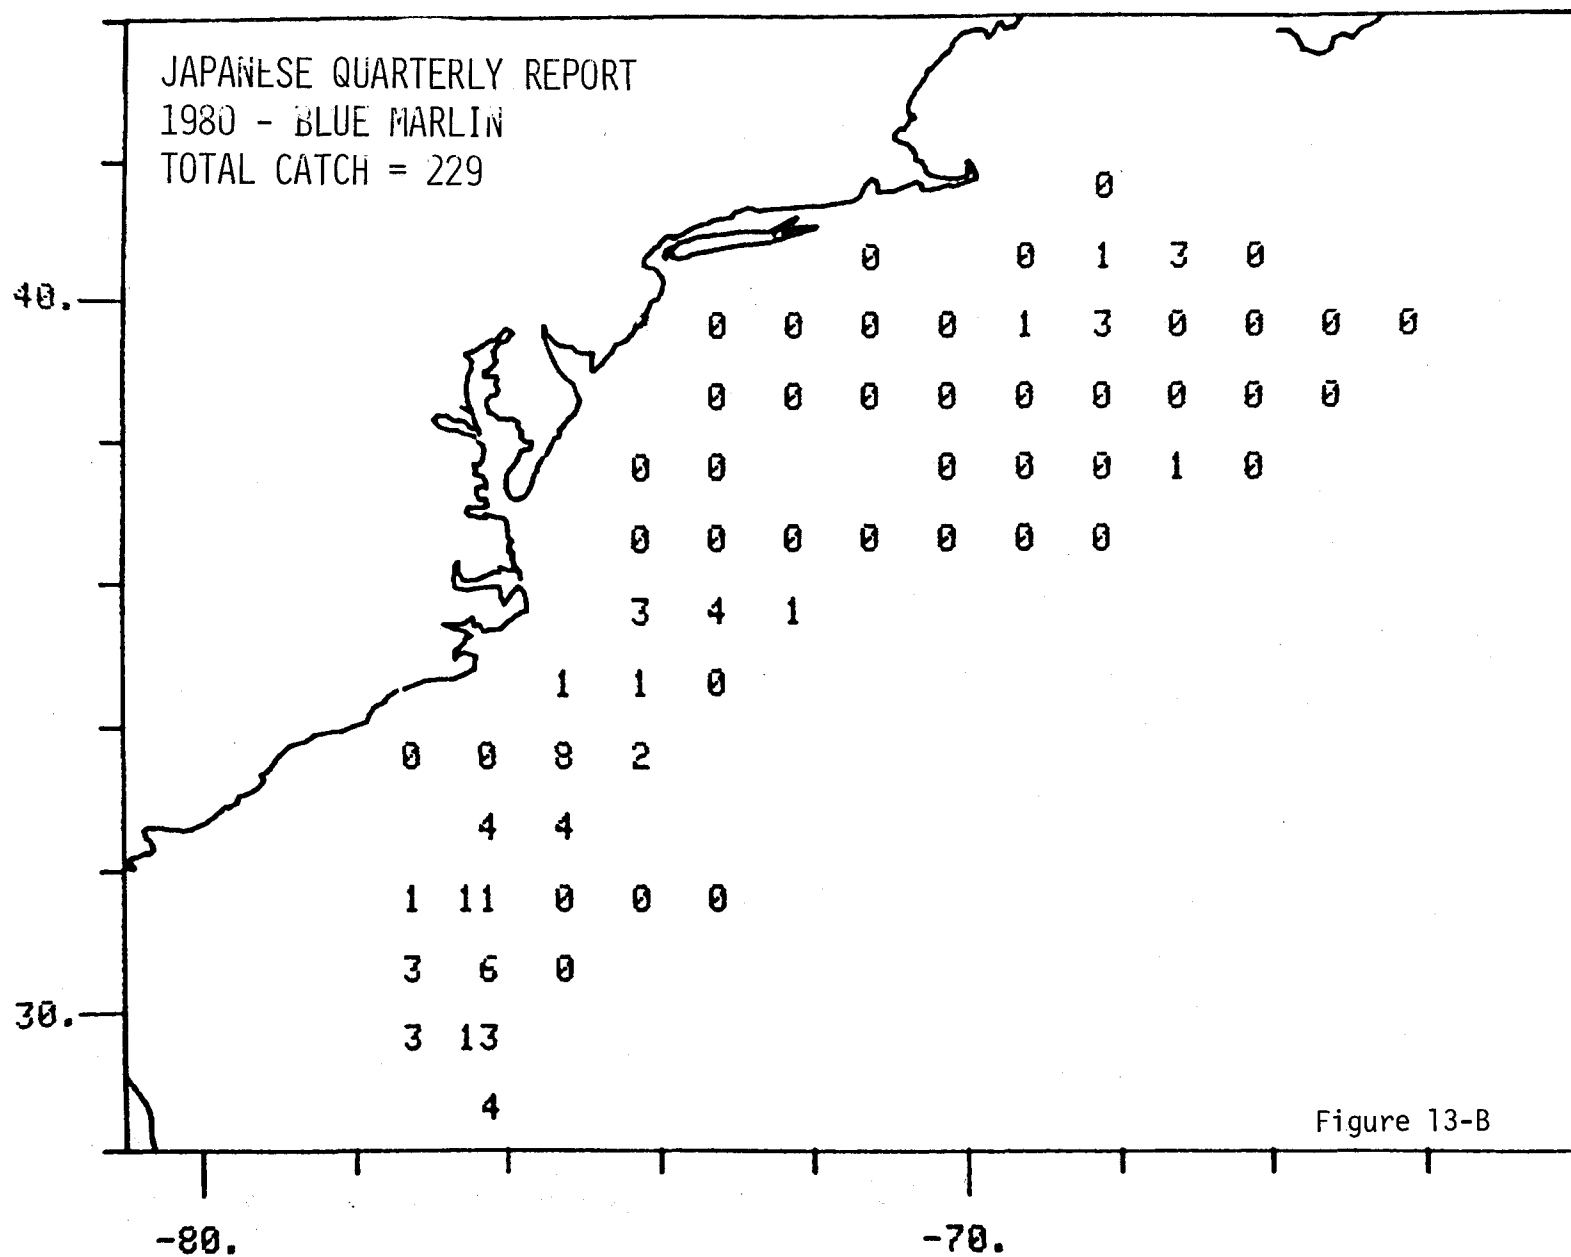 JAPANESE QUARTERLY REPORT
1980 - BLUE MARLIN
TOTAL CATCH = 229
0
0 0 1 3 0
40.
0 0 0 0 1 3 0 0 0 0
0 0 0 0 0 0 0 0 0
0 0 0 0 0 1 0
0 0 0 0 0 0 0
3 4 1
1 1 0
0 0 8 2
4 4
1 11 0 0 0
3 6 0
30.
3 13
4
Figure 13-B
-80. -70.